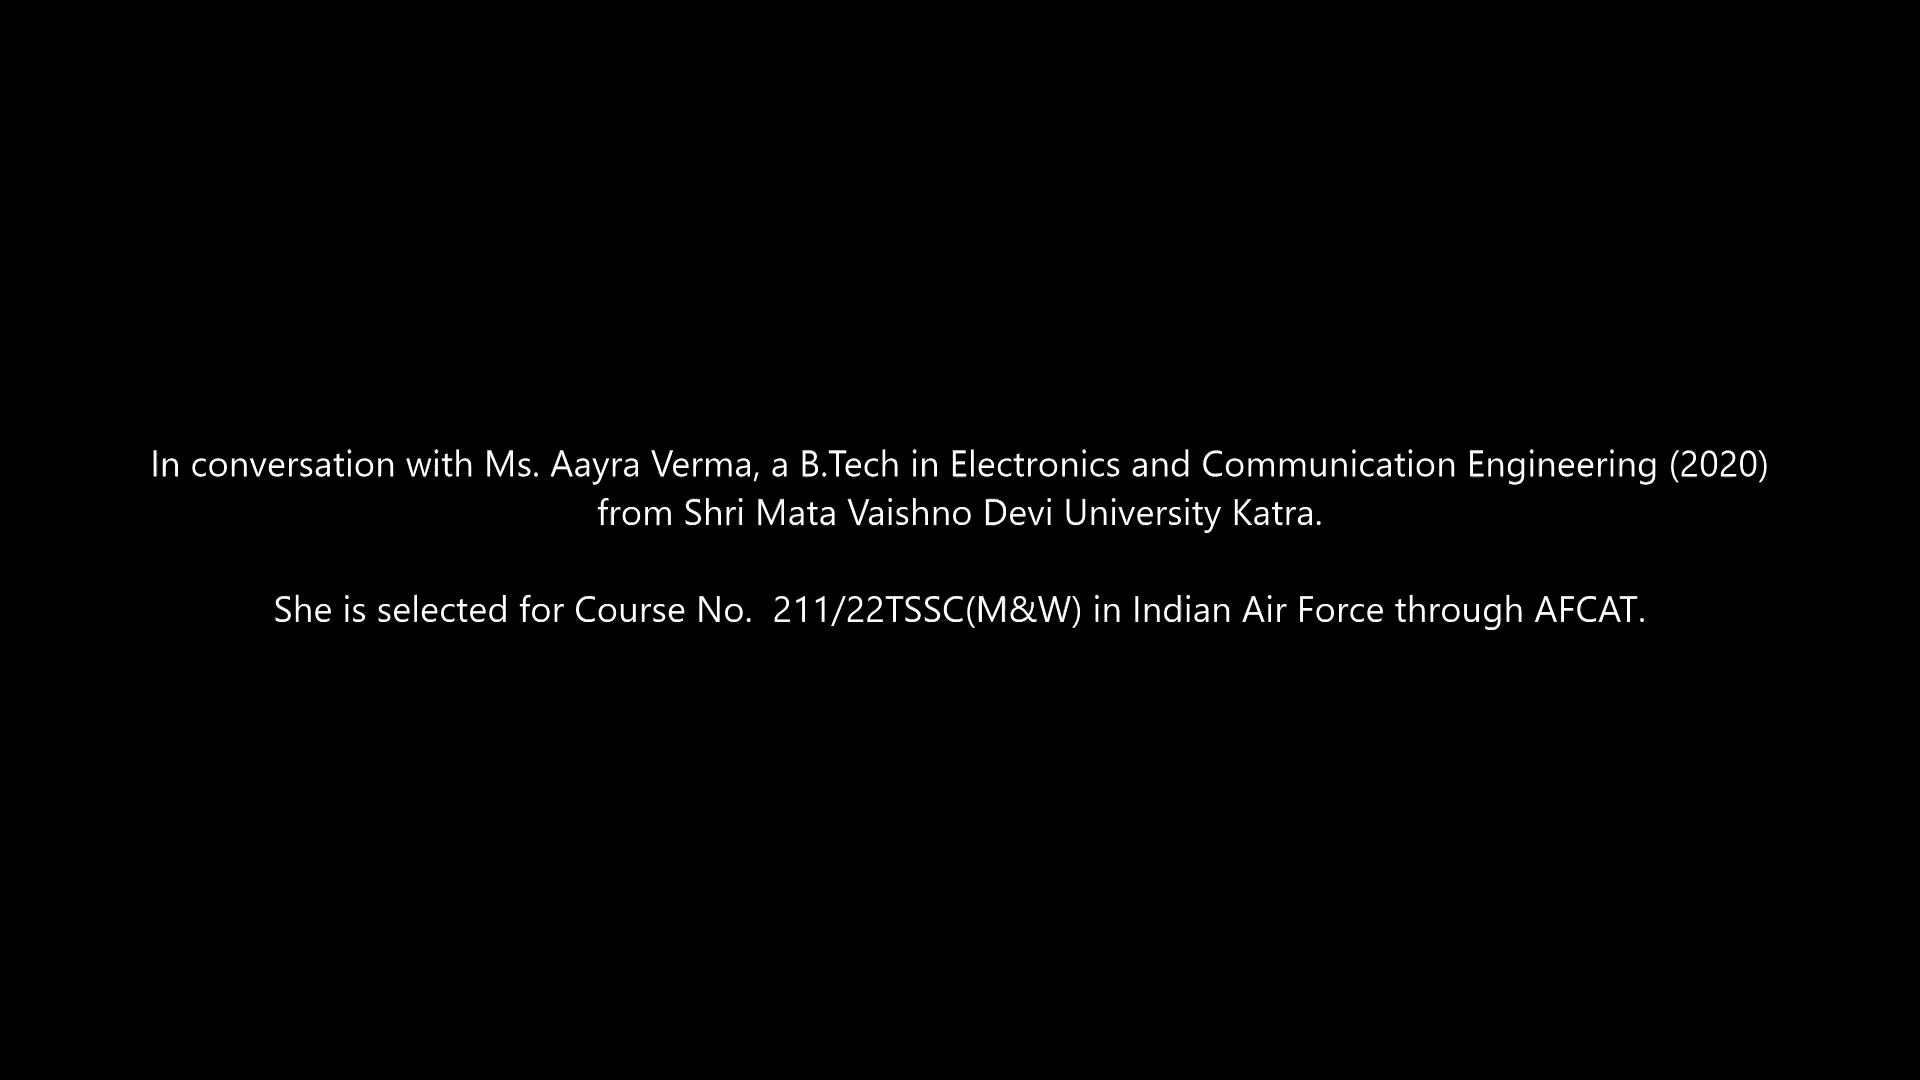 In conversation with Ms. Aayra Verma, a B.Tech in Electronics and Communication Engineering (2020)
from Shri Mata Vaishno Devi University Katra.
She is selected for Course No.  211/22TSSC(M&W) in Indian Air Force through AFCAT.